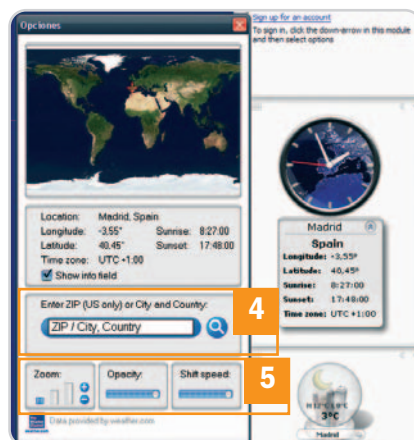 Opciones
Location: Madrid, Spain
Longitude: -3,55° Sunrise: 8:27:00
Latitude: 40,45° Sunset: 17:48:00
Time zone: UTC +1:00
Show info field
Enter ZIP (US only) or City and Country:
ZIP / City, Country
4
Zoom: Opacity: Shift speed:
5
Data provided by weather.com
Sign up for an account
To sign in, click the down-arrow in this module
and then select options
Madrid
Spain
Longitude: -3,55º
Latitude: 40,45º
Sunrise: 8:27:00
Sunset: 17:48:00
Time zone: UTC +1:00
3°C
Madrid